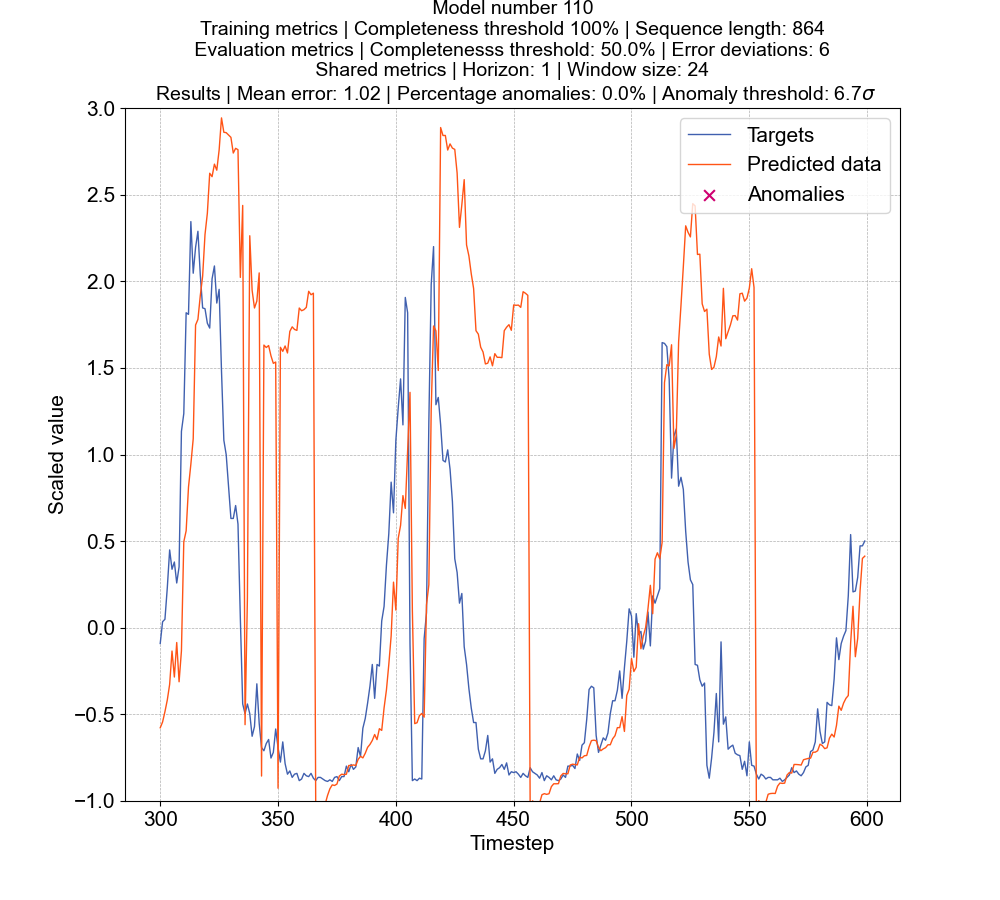 Model number 110
Training metrics | Completeness threshold 100% | Sequence length: 864
Evaluation metrics | Completenesss threshold: 50.0% | Error deviations: 6
Shared metrics | Horizon: 1 | Window size: 24
Results | Mean error: 1.02 | Percentage anomalies: 0.0% | Anomaly threshold: 6.7σ
Targets
Predicted data
Anomalies
3.0
2.5
2.0
1.5
1.0
0.5
0.0
−0.5
−1.0
Scaled value
300
350
400
450
500
550
600
Timestep